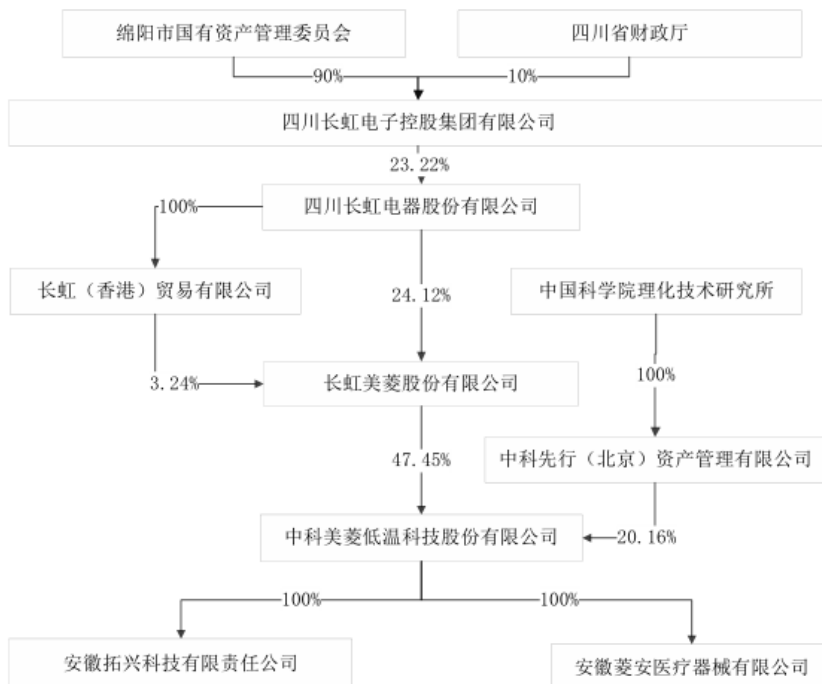 绵阳市国有资产管理委员会
四川省财政厅
90%
10%
四川长虹电子控股集团有限公司
23.22%
四川长虹电器股份有限公司
100%
长虹（香港）贸易有限公司
24.12%
中国科学院理化技术研究所
3.24%
长虹美菱股份有限公司
100%
47.45%
中科先行（北京）资产管理有限公司
中科美菱低温科技股份有限公司
20.16%
100%
100%
安徽拓兴科技有限责任公司
安徽菱安医疗器械有限公司